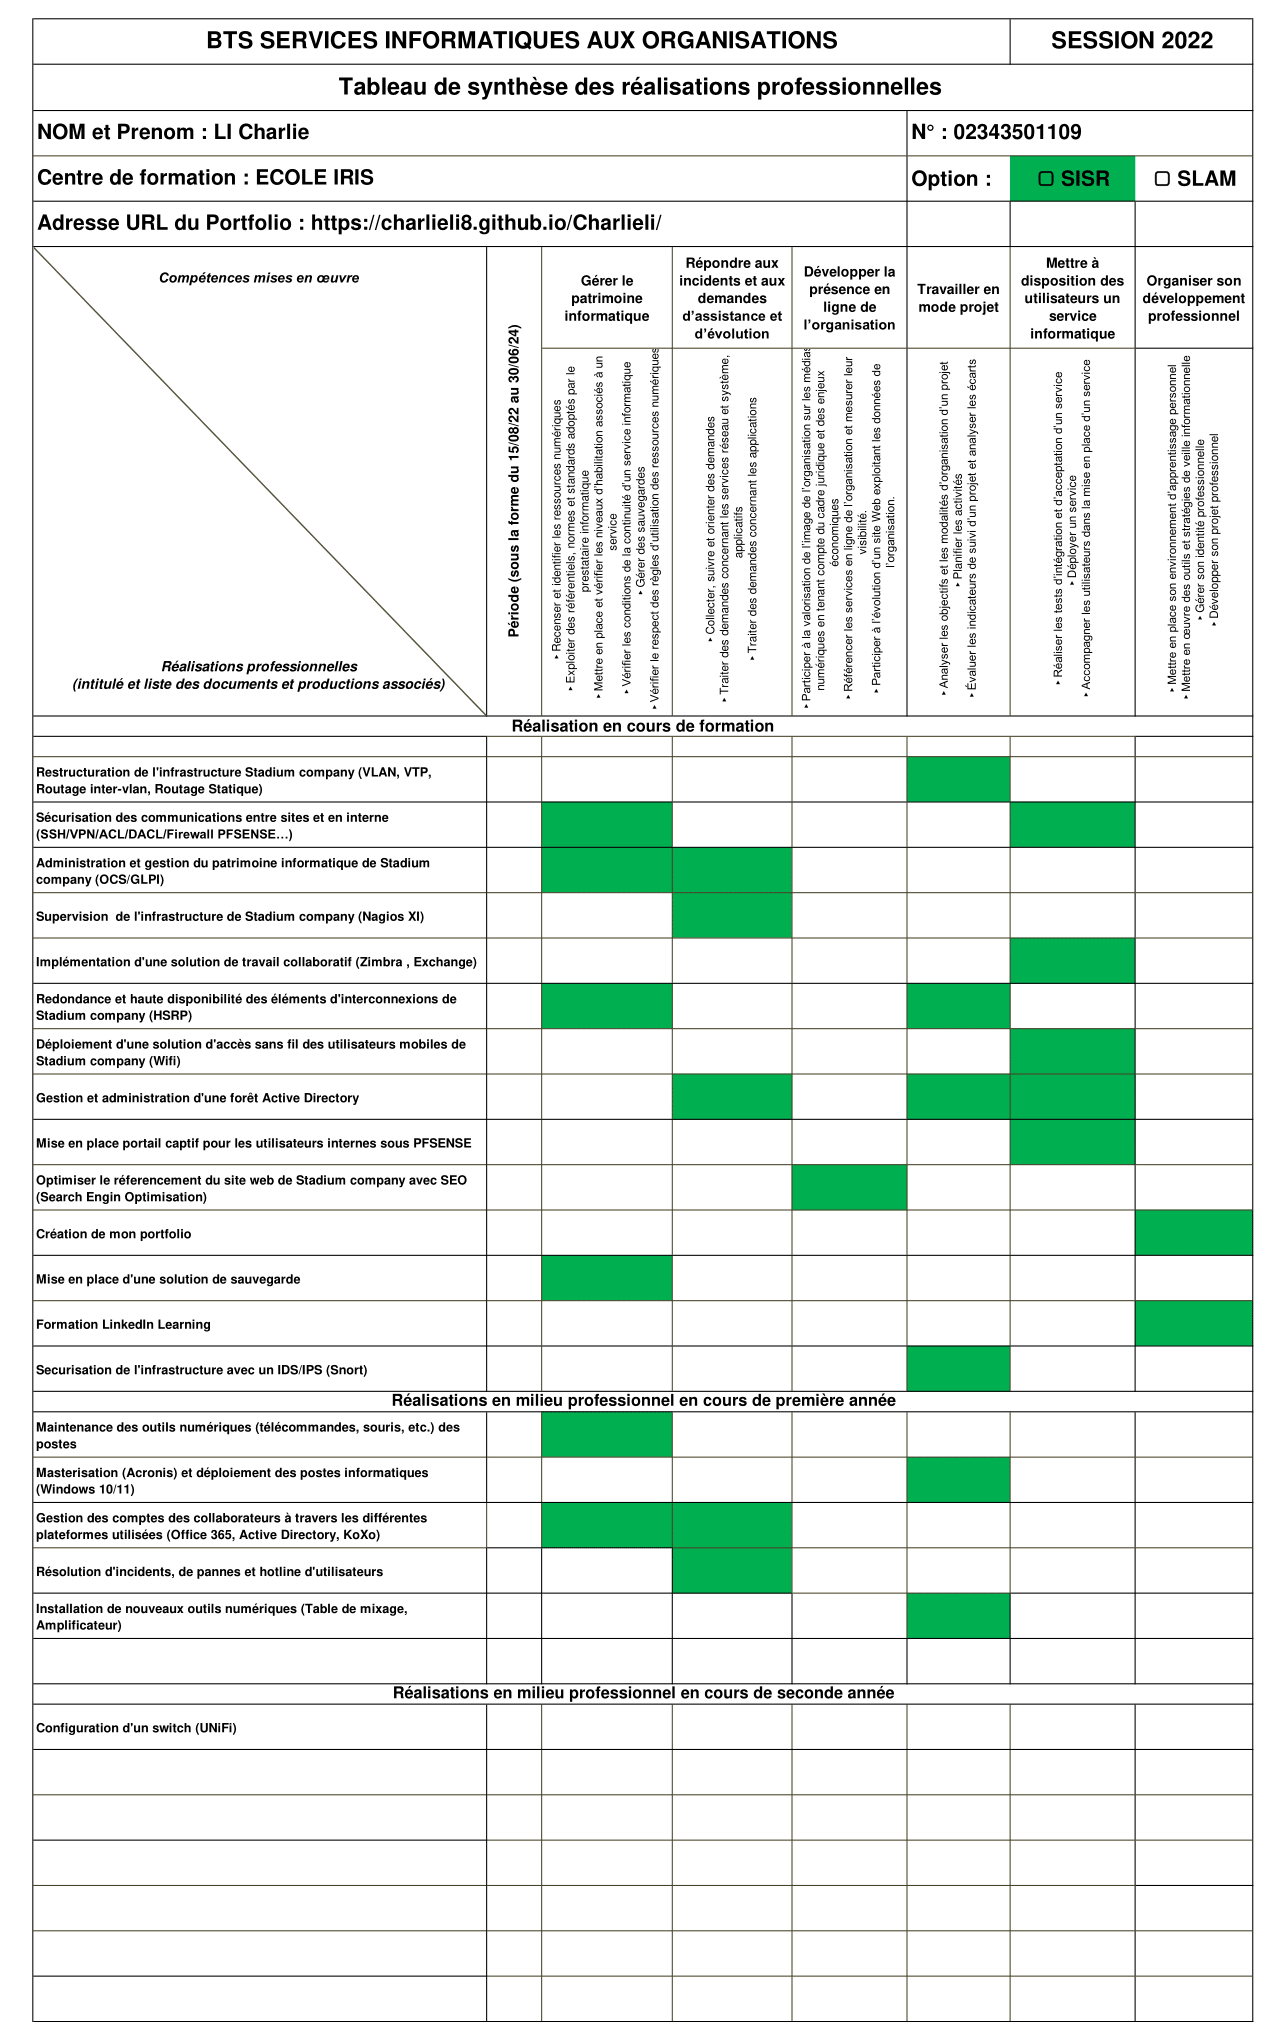 BTS SERVICES INFORMATIQUES AUX ORGANISATIONS
SESSION 2022
Tableau de synthèse des réalisations professionnelles
NOM et Prenom : LI Charlie
N° : 02343501109
Centre de formation : ECOLE IRIS
Option :
▢ SISR
▢ SLAM
Adresse URL du Portfolio : https://charlieli8.github.io/Charlieli/
Compétences mises en œuvre
Réalisations professionnelles
(intitulé et liste des documents et productions associés)
Période (sous la forme du 15/08/22 au 30/06/24)
Gérer le
patrimoine
informatique
Répondre aux
incidents et aux
demandes
d’assistance et
d’évolution
Développer la
présence en
ligne de
l’organisation
Travailler en
mode projet
Mettre à
disposition des
utilisateurs un
service
informatique
Organiser son
développement
professionnel
‣ Recenser et identifier les ressources numériques
‣ Exploiter des référentiels, normes et standards adoptés par le
prestataire informatique
‣ Mettre en place et vérifier les niveaux d’habilitation associés à un
service
‣ Vérifier les conditions de la continuité d’un service informatique
‣ Gérer des sauvegardes
‣ Vérifier le respect des règles d’utilisation des ressources numériques
‣ Collecter, suivre et orienter des demandes
‣ Traiter des demandes concernant les services réseau et système,
applicatifs
‣ Traiter des demandes concernant les applications
‣ Participer à la valorisation de l’image de l’organisation sur les médias
numériques en tenant compte du cadre juridique et des enjeux
économiques
‣ Référencer les services en ligne de l’organisation et mesurer leur
visibilité.
‣ Participer à l’évolution d’un site Web exploitant les données de
l’organisation.
‣ Analyser les objectifs et les modalités d’organisation d’un projet
‣ Planifier les activités
‣ Évaluer les indicateurs de suivi d’un projet et analyser les écarts
‣ Réaliser les tests d’intégration et d’acceptation d’un service
‣ Déployer un service
‣ Accompagner les utilisateurs dans la mise en place d’un service
‣ Mettre en place son environnement d’apprentissage personnel
‣ Mettre en œuvre des outils et stratégies de veille informationnelle
‣ Gérer son identité professionnelle
‣ Développer son projet professionnel
Réalisation en cours de formation
Restructuration de l'infrastructure Stadium company (VLAN, VTP,
Routage inter-vlan, Routage Statique)
Sécurisation des communications entre sites et en interne
(SSH/VPN/ACL/DACL/Firewall PFSENSE…)
Administration et gestion du patrimoine informatique de Stadium
company (OCS/GLPI)
Supervision  de l'infrastructure de Stadium company (Nagios XI)
Implémentation d'une solution de travail collaboratif (Zimbra , Exchange)
Redondance et haute disponibilité des éléments d'interconnexions de
Stadium company (HSRP)
Déploiement d'une solution d'accès sans fil des utilisateurs mobiles de
Stadium company (Wifi)
Gestion et administration d'une forêt Active Directory
Mise en place portail captif pour les utilisateurs internes sous PFSENSE
Optimiser le réferencement du site web de Stadium company avec SEO
(Search Engin Optimisation)
Création de mon portfolio
Mise en place d'une solution de sauvegarde
Formation LinkedIn Learning
Securisation de l'infrastructure avec un IDS/IPS (Snort)
Réalisations en milieu professionnel en cours de première année
Maintenance des outils numériques (télécommandes, souris, etc.) des
postes
Masterisation (Acronis) et déploiement des postes informatiques
(Windows 10/11)
Gestion des comptes des collaborateurs à travers les différentes
plateformes utilisées (Office 365, Active Directory, KoXo)
Résolution d'incidents, de pannes et hotline d'utilisateurs
Installation de nouveaux outils numériques (Table de mixage,
Amplificateur)
Réalisations en milieu professionnel en cours de seconde année
Configuration d'un switch (UNiFi)